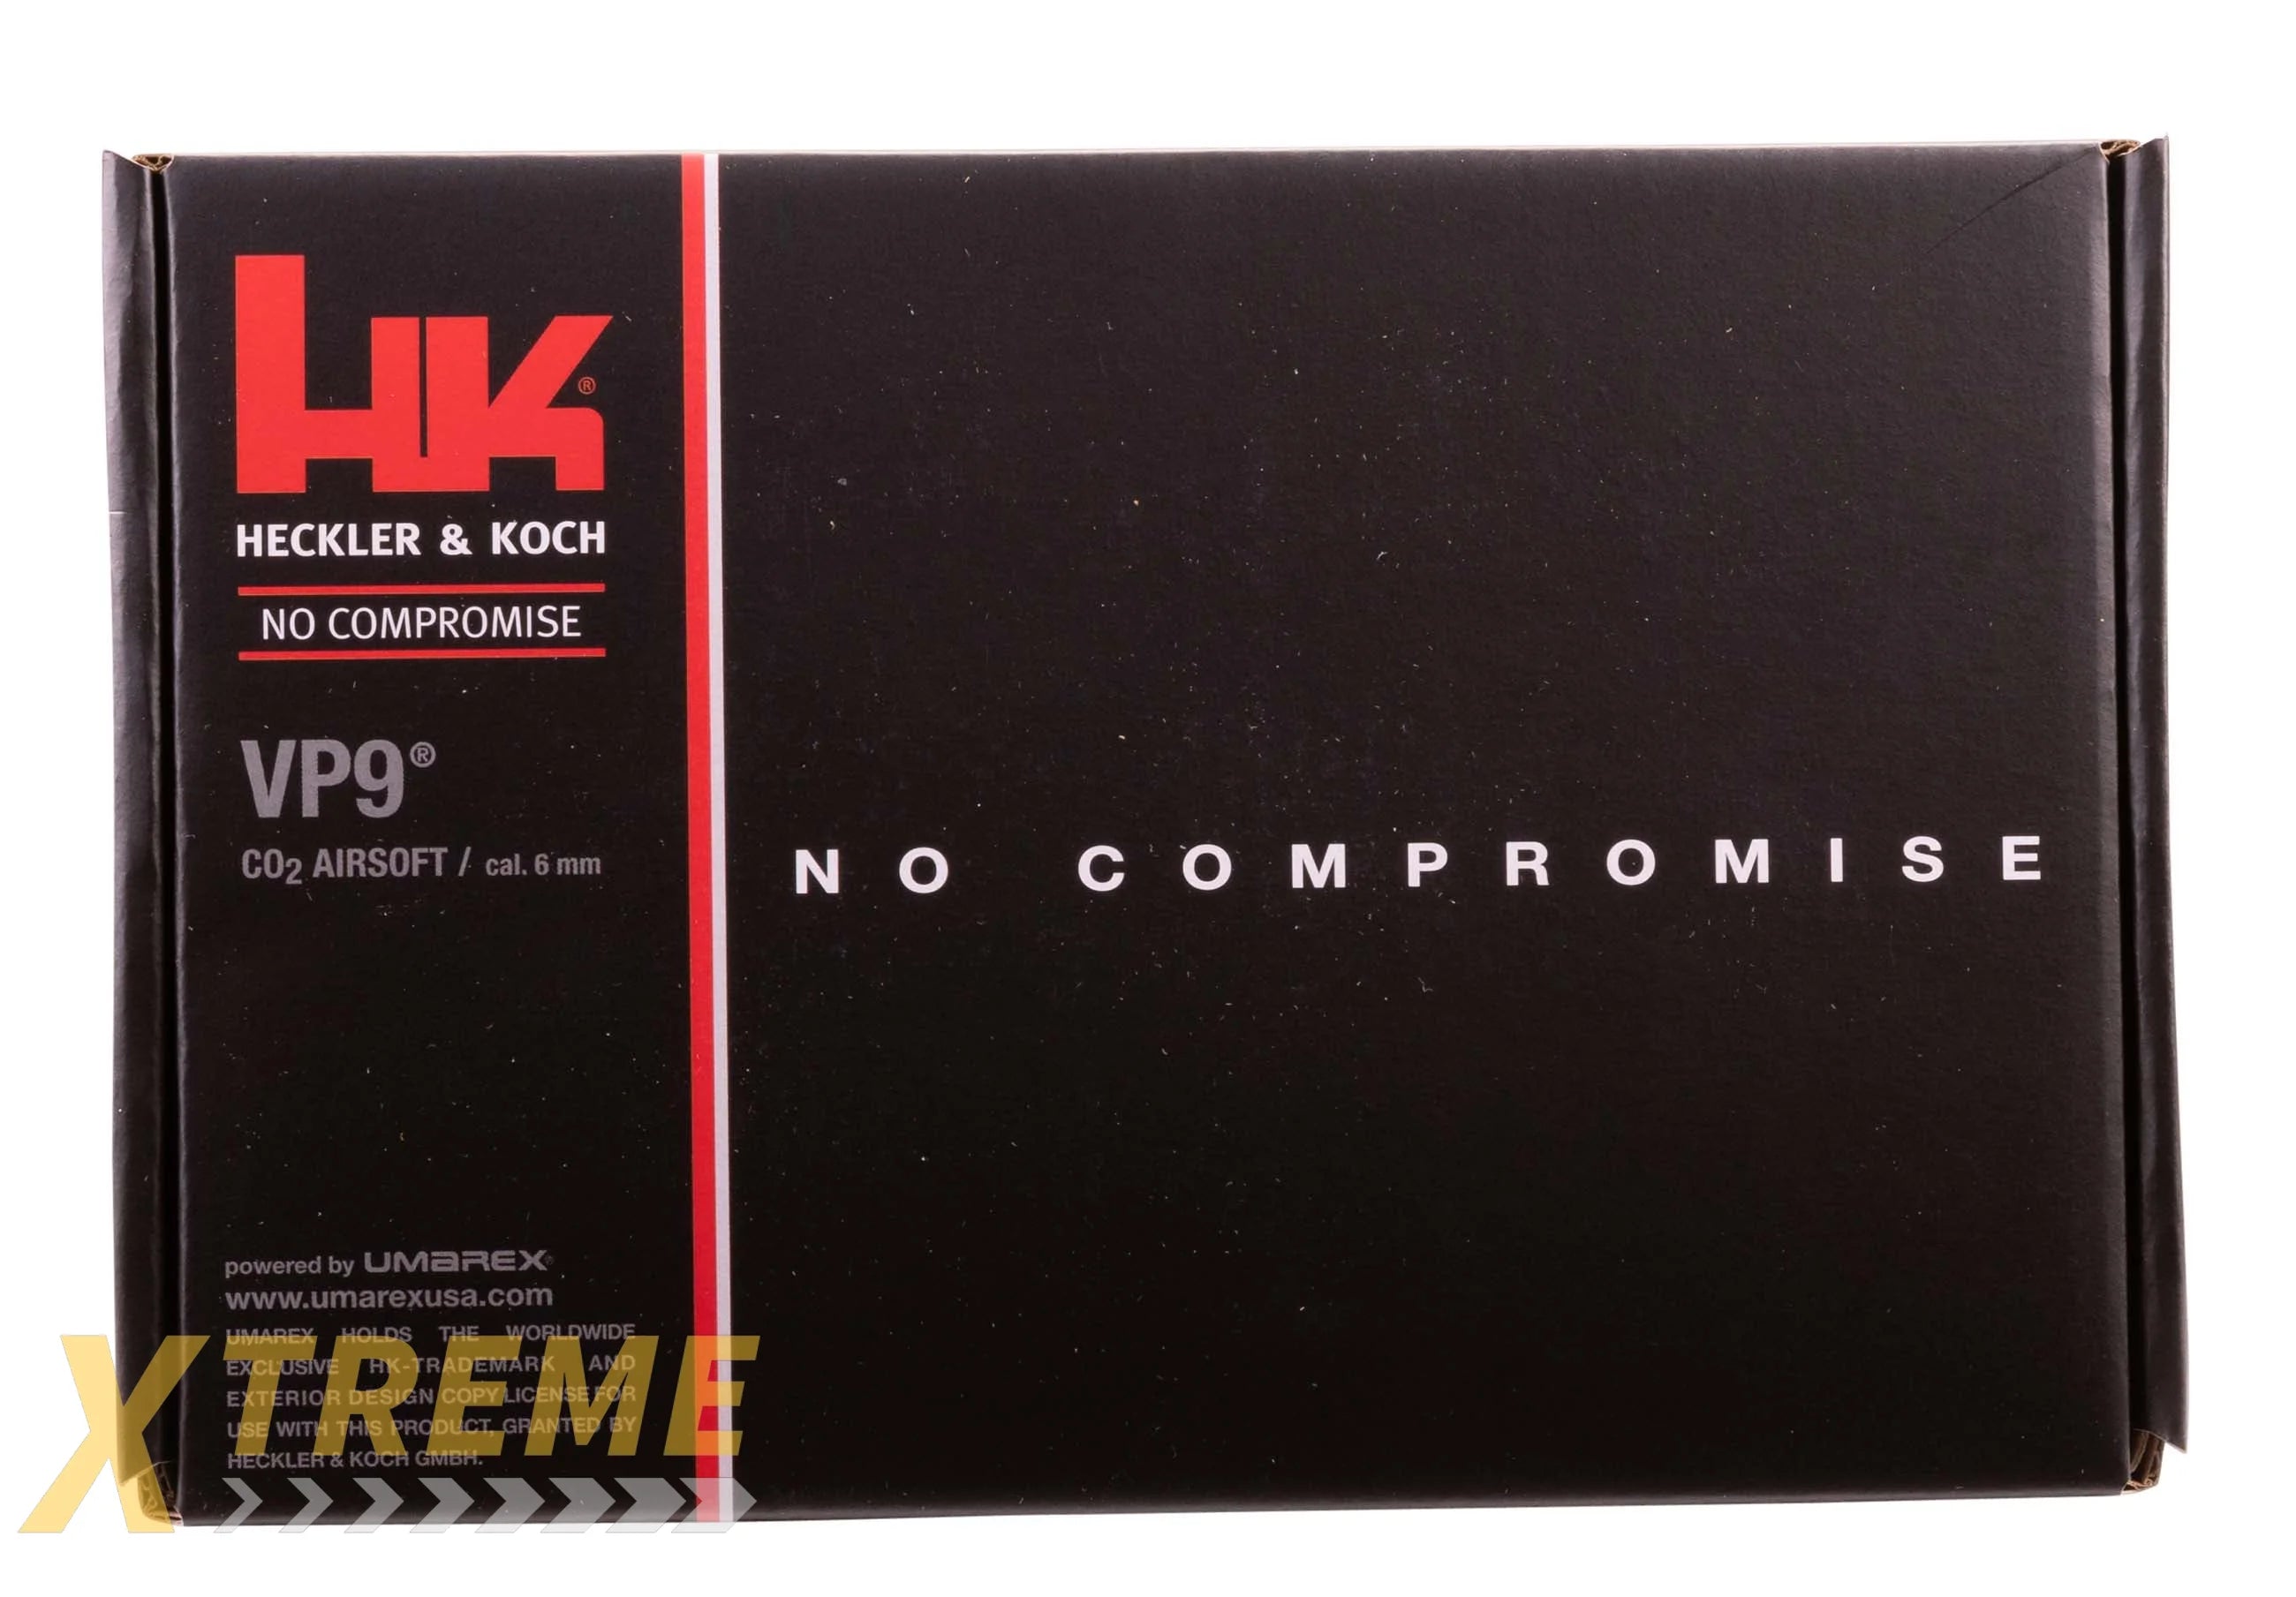 HK®
HECKLER & KOCH
NO COMPROMISE
VP9®
CO₂ AIRSOFT / cal. 6 mm
NO COMPROMISE
powered by UMAREX®
www.umarexusa.com
UMAREX HOLDS THE WORLDWIDE
EXCLUSIVE HK-TRADEMARK AND
EXTERIOR DESIGN COPY LICENSE FOR
USE WITH THIS PRODUCT, GRANTED BY
HECKLER & KOCH GMBH.
XTREME